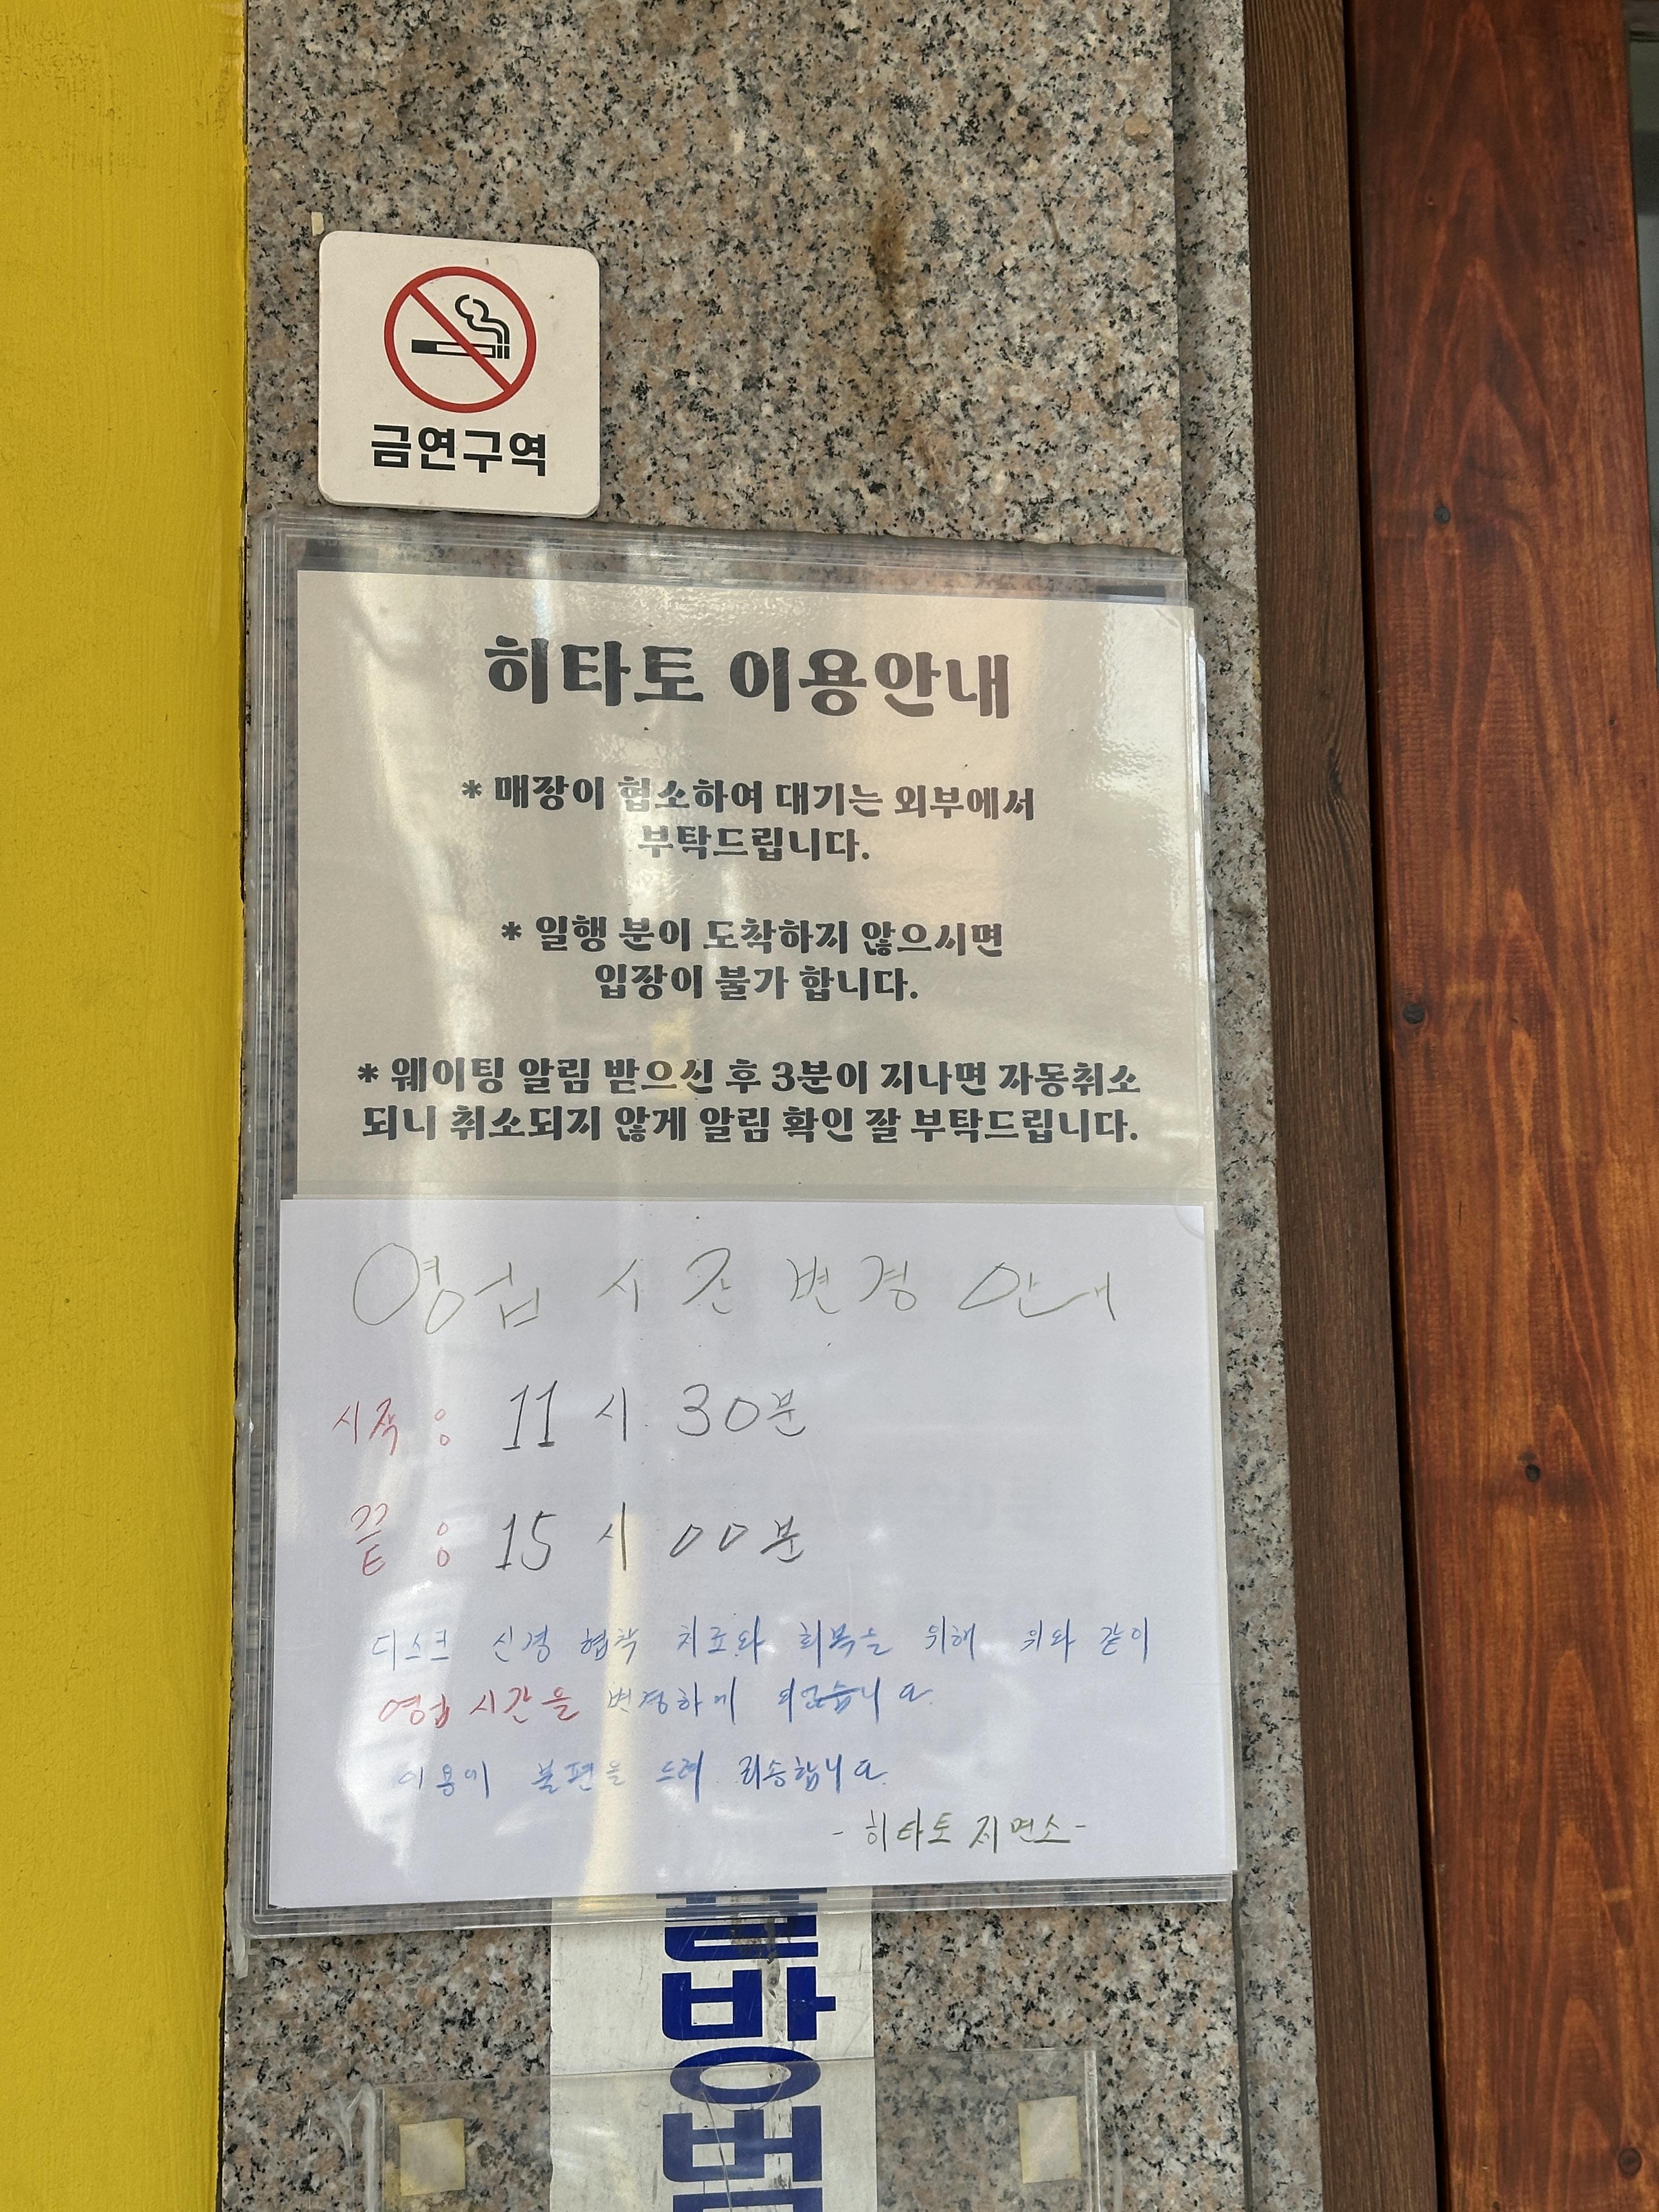 금연구역
히타토 이용안내
* 매장이 협소하여 대기는 외부에서
부탁드립니다.
* 일행 분이 도착하지 않으시면
입장이 불가 합니다.
* 웨이팅 알림 받으신 후 3분이 지나면 자동취소
되니 취소되지 않게 알림 확인 잘 부탁드립니다.
영업 시간 변경 안내
시작 : 11 시 30분
끝 : 15 시 00분
디스크 신경 협착 치료와 회복을 위해 위와 같이
영업 시간을 변경하게 되었습니다.
이용에 불편을 드려 죄송합니다.
- 히타토 제면소 -
방범